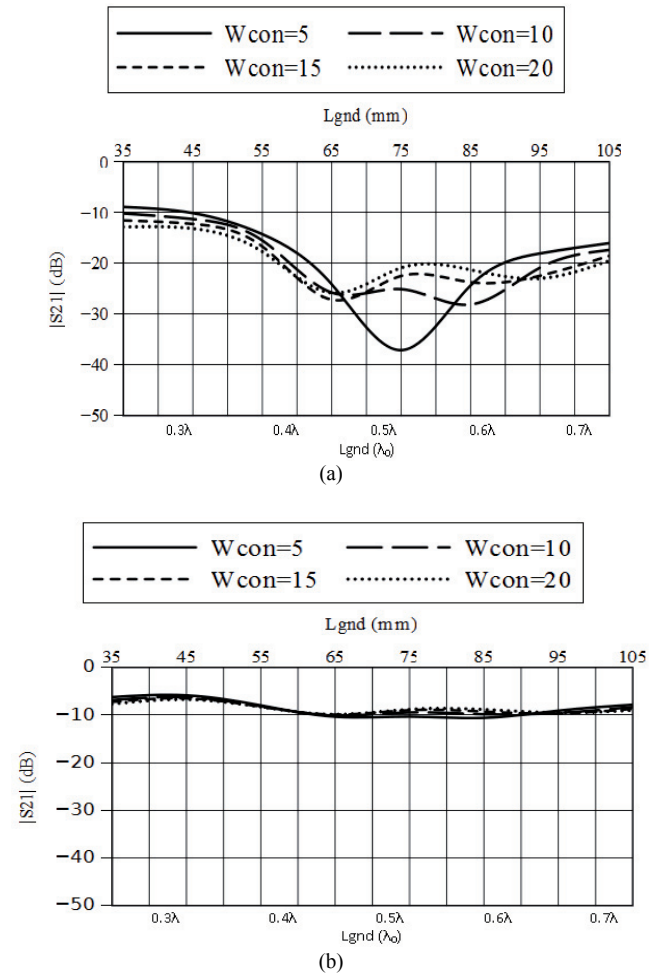 Wcon=5 Wcon=10
Wcon=15 Wcon=20
Lgnd (mm)
35 45 55 65 75 85 95 105
0
−10
−20
−30
−40
−50
|S21| (dB)
0.3λ 0.4λ 0.5λ 0.6λ 0.7λ
Lgnd (λ₀)
(a)
Wcon=5 Wcon=10
Wcon=15 Wcon=20
Lgnd (mm)
35 45 55 65 75 85 95 105
0
−10
−20
−30
−40
−50
|S21| (dB)
0.3λ 0.4λ 0.5λ 0.6λ 0.7λ
Lgnd (λ₀)
(b)